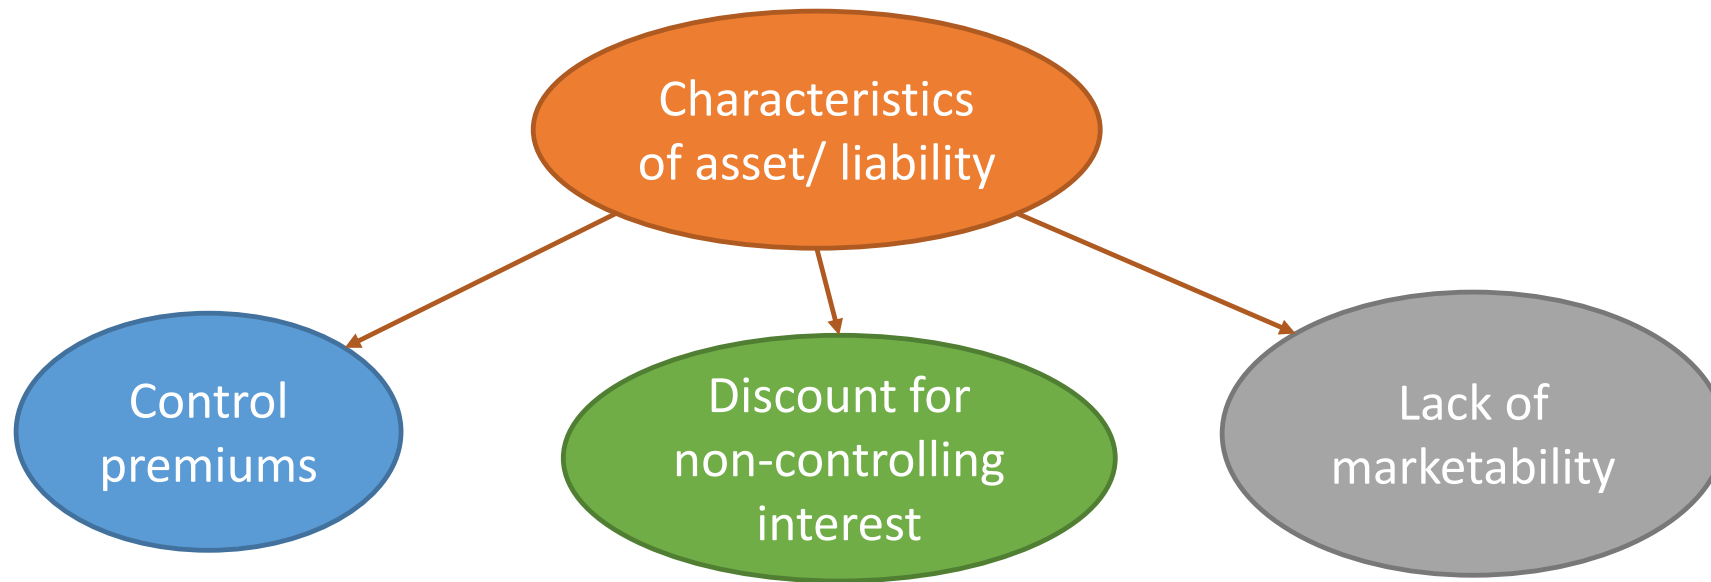 Characteristics
of asset/ liability
Control
premiums
Discount for
non-controlling
interest
Lack of
marketability